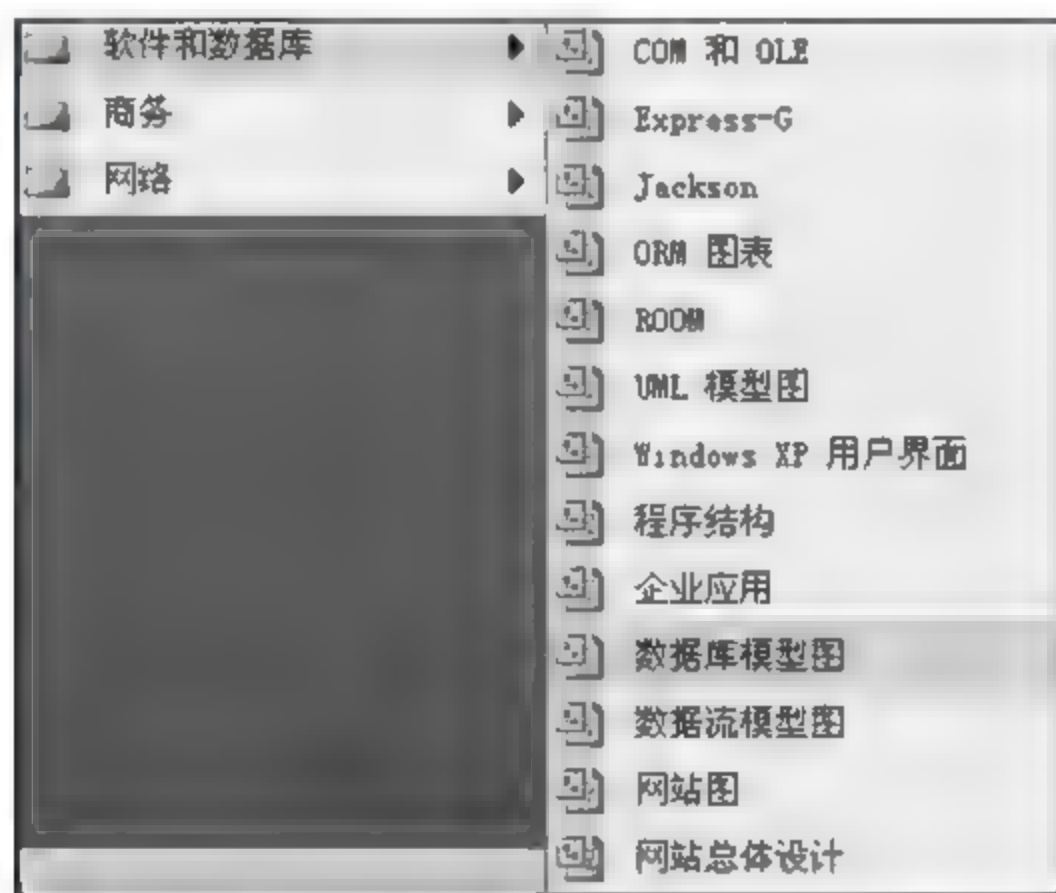 软件和数据库
商务
网络
COM 和 OLE
Express-G
Jackson
ORM 图表
ROOM
UML 模型图
Windows XP 用户界面
程序结构
企业应用
数据库模型图
数据流模型图
网站图
网站总体设计